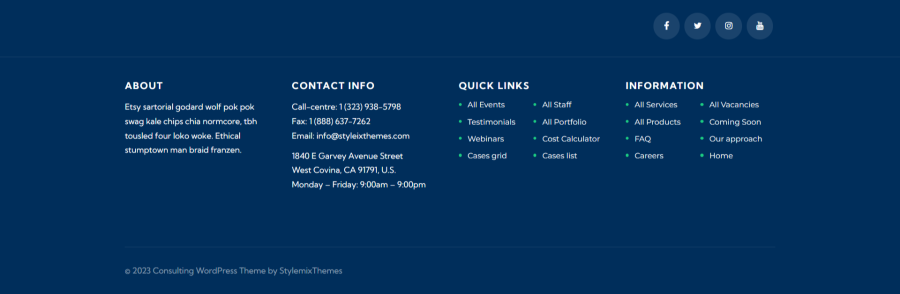 ABOUT
Etsy sartorial godard wolf pok pok
swag kale chips chia normcore, tbh
tousled four loko woke. Ethical
stumptown man braid franzen.
CONTACT INFO
Call-centre: 1 (323) 938-5798
Fax: 1 (888) 637-7262
Email: info@styleixthemes.com
1840 E Garvey Avenue Street
West Covina, CA 91791, U.S.
Monday – Friday: 9:00am – 9:00pm
QUICK LINKS
All Events
Testimonials
Webinars
Cases grid
All Staff
All Portfolio
Cost Calculator
Cases list
INFORMATION
All Services
All Products
FAQ
Careers
All Vacancies
Coming Soon
Our approach
Home
© 2023 Consulting WordPress Theme by StylemixThemes